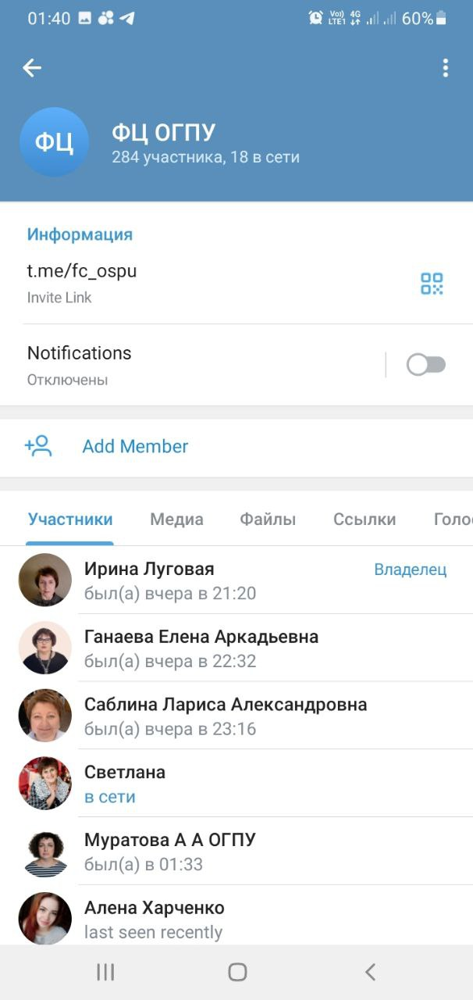 01:40
Vo) LTE1 4G 60%
ФЦ
ФЦ ОГПУ
284 участника, 18 в сети
Информация
t.me/fc_ospu
Invite Link
Notifications
Отключены
Add Member
Участники Медиа Файлы Ссылки Голо
Ирина Луговая Владелец
был(а) вчера в 21:20
Ганаева Елена Аркадьевна
был(а) вчера в 22:32
Саблина Лариса Александровна
был(а) вчера в 23:16
Светлана
в сети
Муратова А А ОГПУ
был(а) в 01:33
Алена Харченко
last seen recently